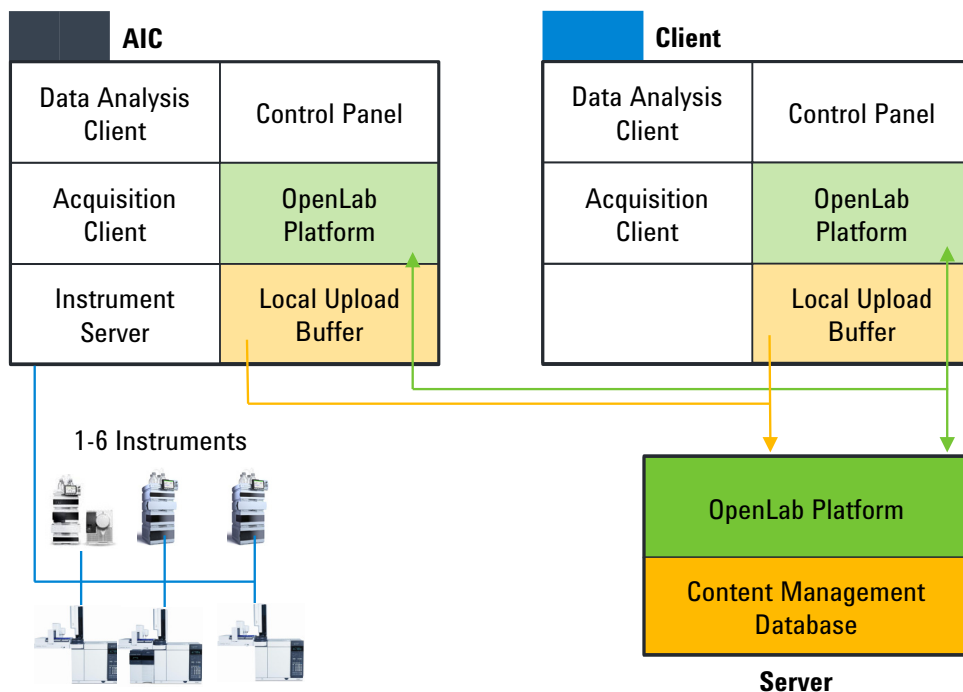 AIC
Data Analysis
Client
Control Panel
Acquisition
Client
OpenLab
Platform
Instrument
Server
Local Upload
Buffer
1-6 Instruments
Client
Data Analysis
Client
Control Panel
Acquisition
Client
OpenLab
Platform
Local Upload
Buffer
OpenLab Platform
Content Management
Database
Server